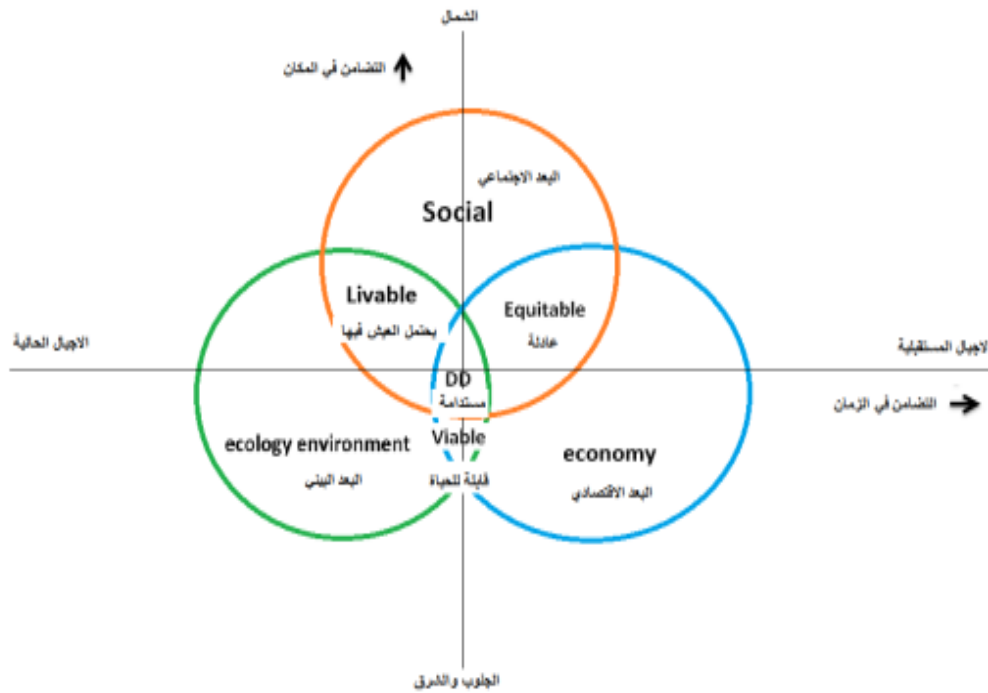 الشمال
التضامن في المكان
البعد الاجتماعي
Social
Livable
Equitable
يحتمل العيش فيها
عادلة
الاجيال الحالية
لاجيال المستقبلية
DD
مستدامة
التضامن في الزمان
Viable
ecology environment
economy
البعد البيئي
قابلة للحياة
البعد الاقتصادي
الجنوب والشرق